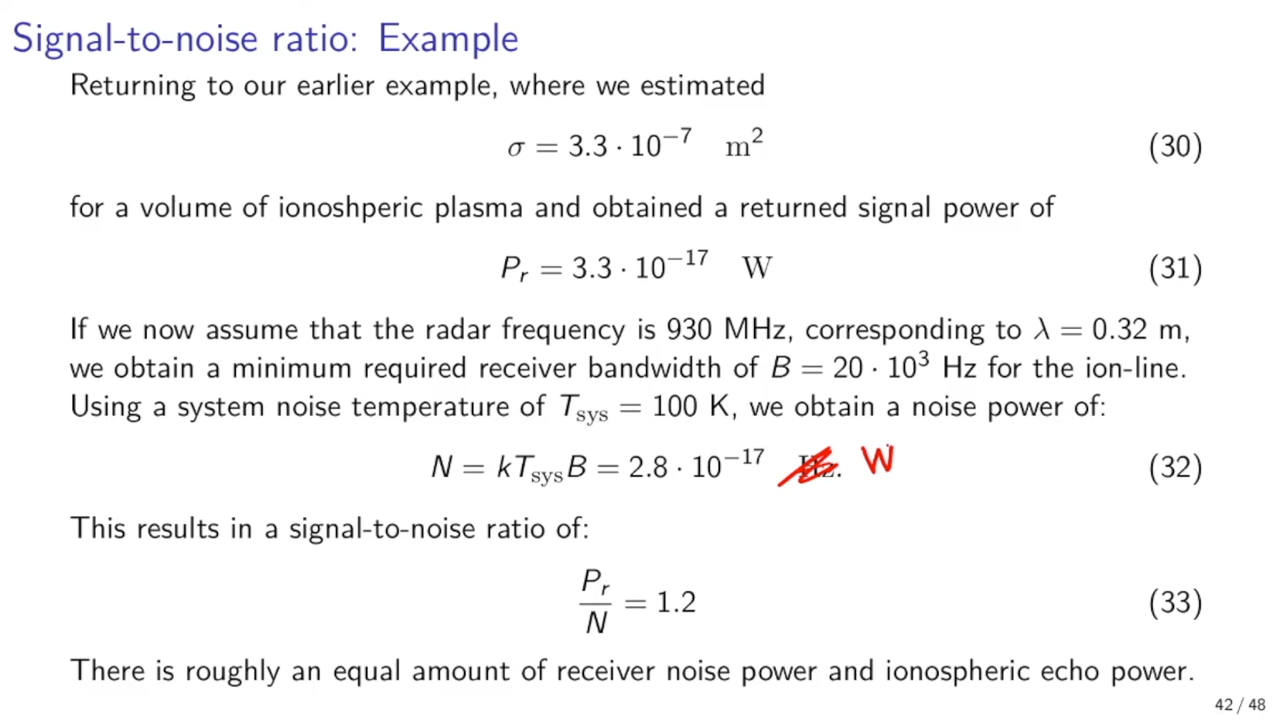 Signal-to-noise ratio: Example
Returning to our earlier example, where we estimated
σ = 3.3 · 10⁻⁷ m² (30)
for a volume of ionoshperic plasma and obtained a returned signal power of
Pᵣ = 3.3 · 10⁻¹⁷ W (31)
If we now assume that the radar frequency is 930 MHz, corresponding to λ = 0.32 m,
we obtain a minimum required receiver bandwidth of B = 20 · 10³ Hz for the ion-line.
Using a system noise temperature of T_sys = 100 K, we obtain a noise power of:
N = kT_sysB = 2.8 · 10⁻¹⁷ Hz. W (32)
This results in a signal-to-noise ratio of:
Pᵣ/N = 1.2 (33)
There is roughly an equal amount of receiver noise power and ionospheric echo power.
42 / 48